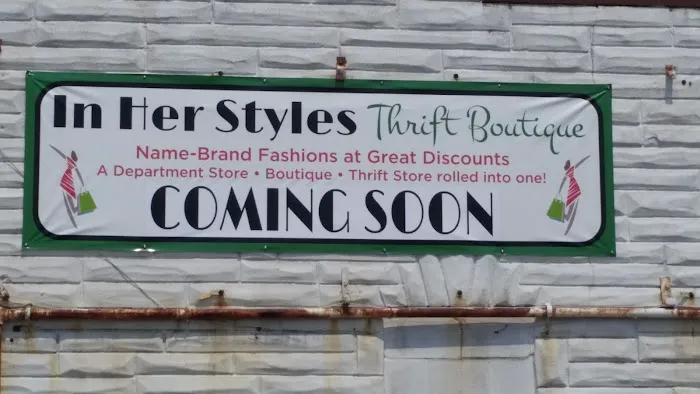 In Her Styles Thrift Boutique
Name-Brand Fashions at Great Discounts
A Department Store • Boutique • Thrift Store rolled into one!
COMING SOON